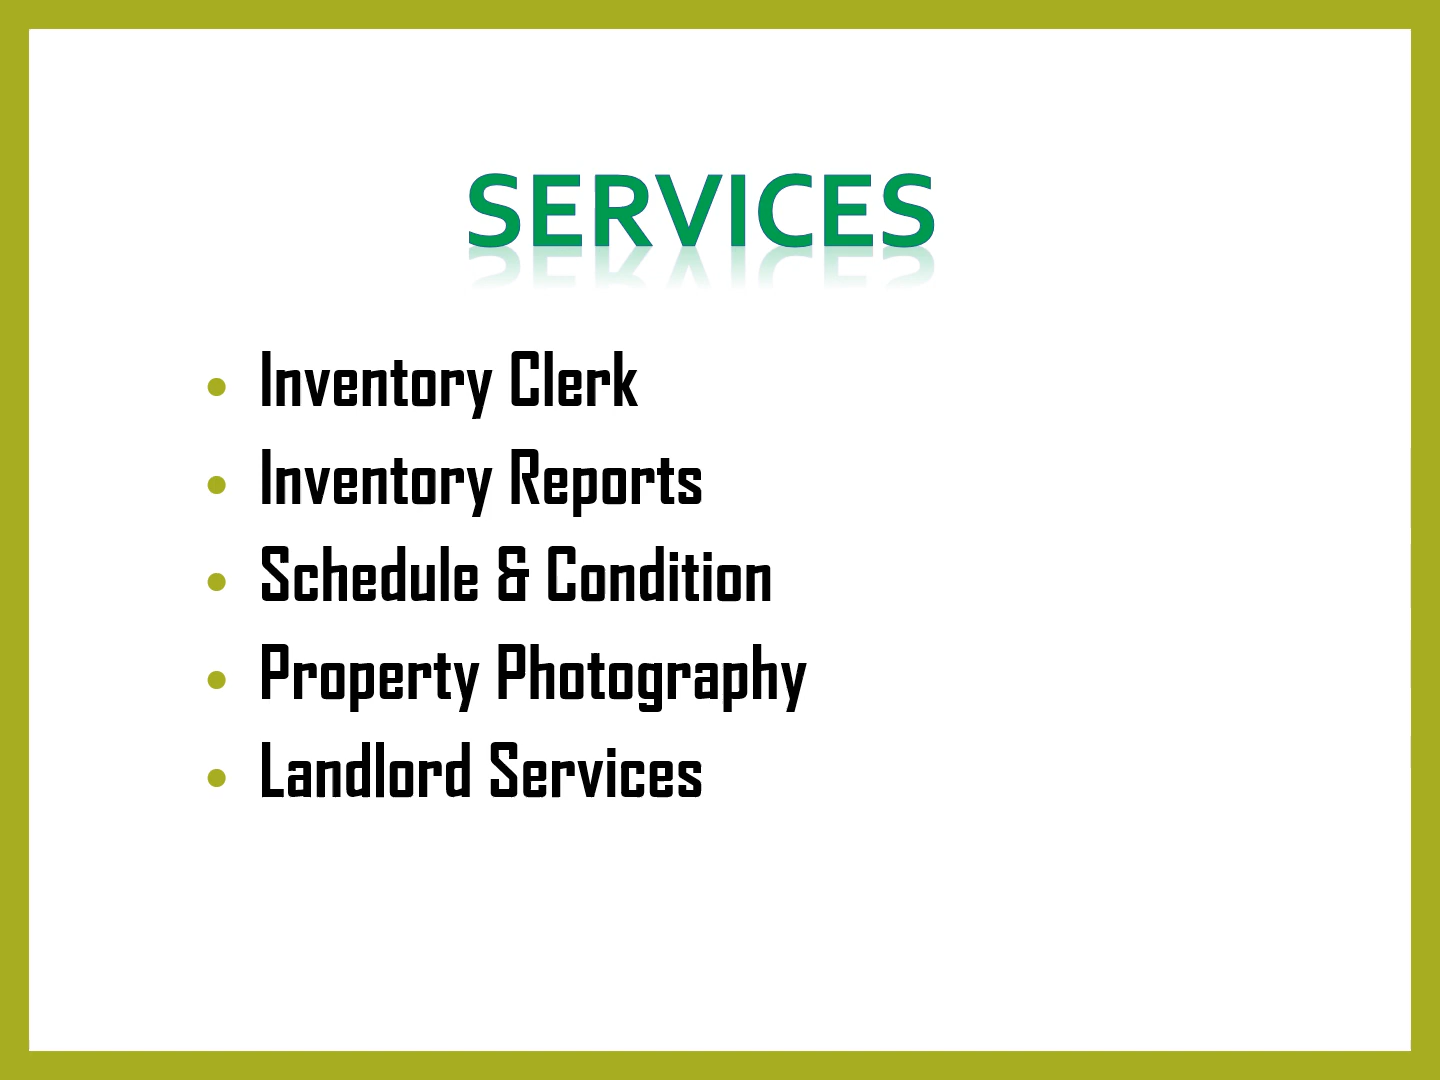 SERVICES
• Inventory Clerk
• Inventory Reports
• Schedule & Condition
• Property Photography
• Landlord Services